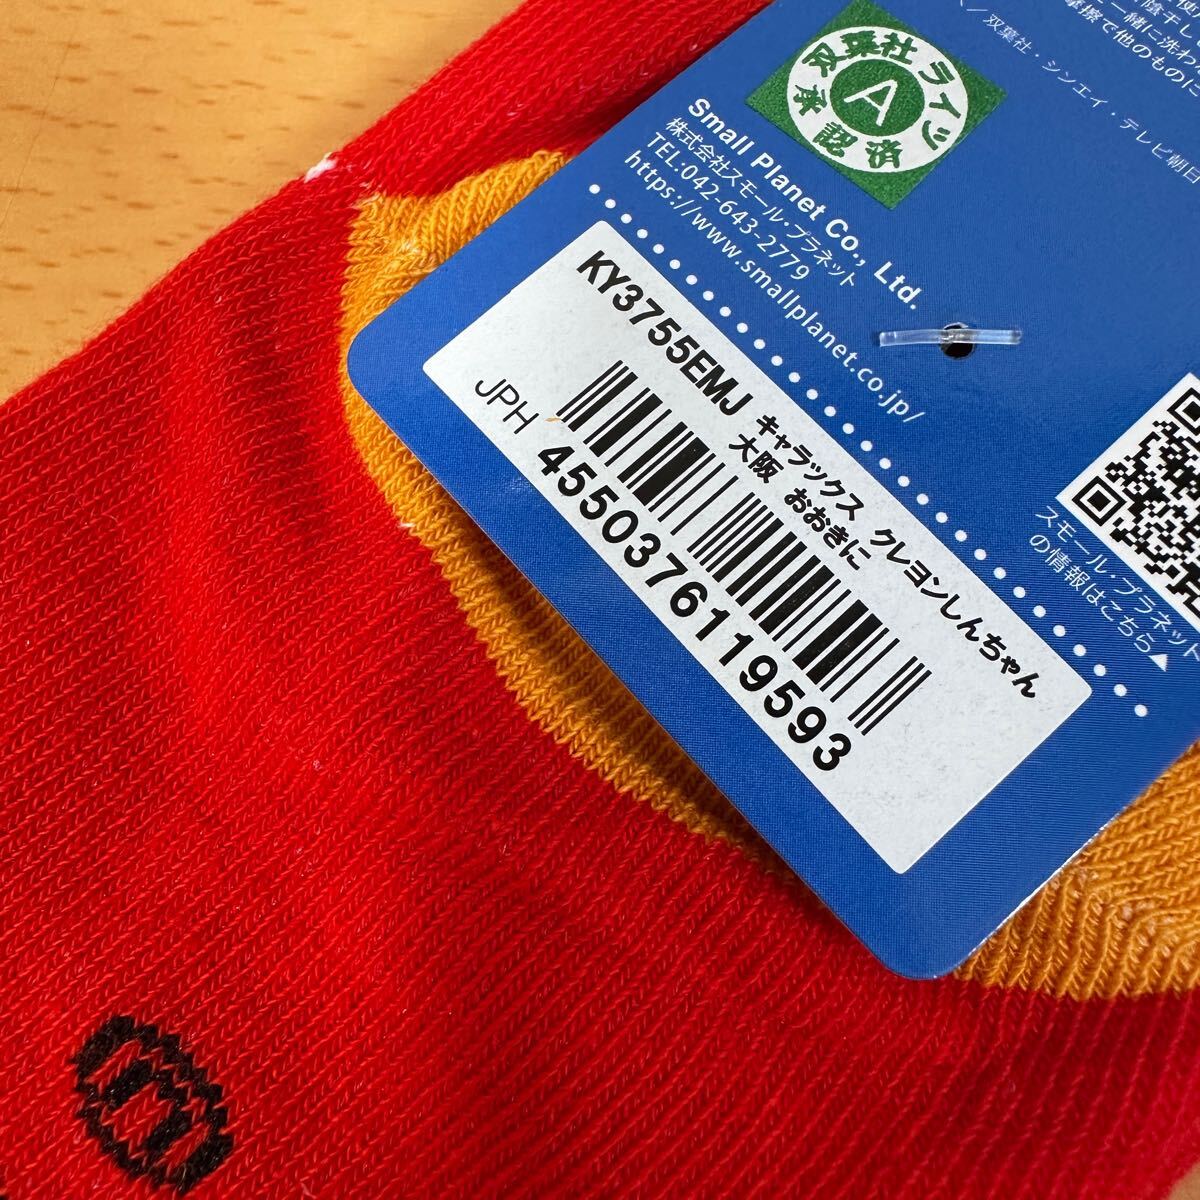 双葉社ライツ
A
承認済
双葉社・シンエイ・テレビ朝日
Small Planet Co., Ltd.
株式会社スモール・プラネット
TEL:042-643-2779
https://www.smallplanet.co.jp/
KY3755EMJ キャラックス クレヨンしんちゃん
大阪 おおきに
JPH
4550376119593
スモール・プラネット
の情報はこちら▲